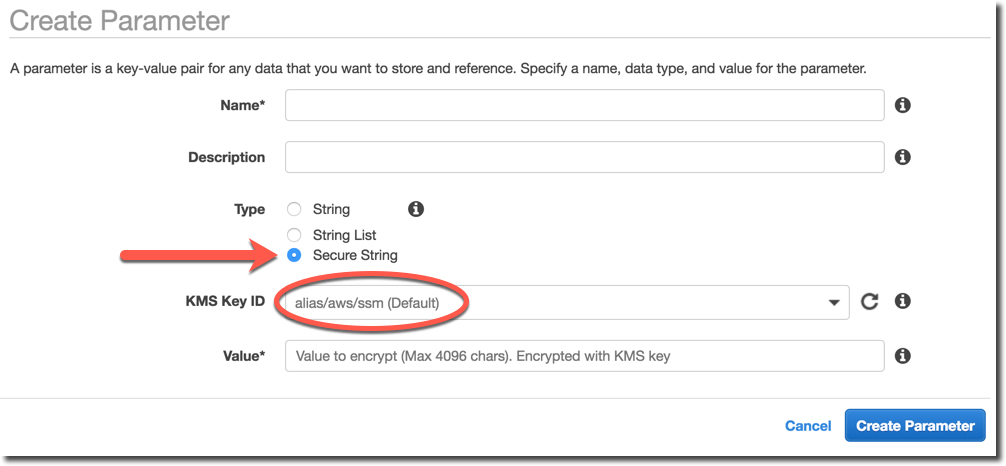 Create Parameter
A parameter is a key-value pair for any data that you want to store and reference. Specify a name, data type, and value for the parameter.
Name*
Description
Type String
String List
Secure String
KMS Key ID alias/aws/ssm (Default)
Value* Value to encrypt (Max 4096 chars). Encrypted with KMS key
Cancel Create Parameter